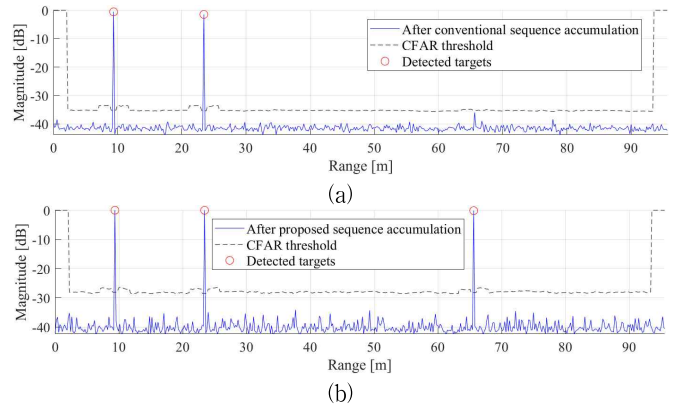 0
-10
-20
-30
-40
Magnitude [dB]
After conventional sequence accumulation
CFAR threshold
Detected targets
0 10 20 30 40 50 60 70 80 90
Range [m]
(a)
0
-10
-20
-30
-40
Magnitude [dB]
After proposed sequence accumulation
CFAR threshold
Detected targets
0 10 20 30 40 50 60 70 80 90
Range [m]
(b)